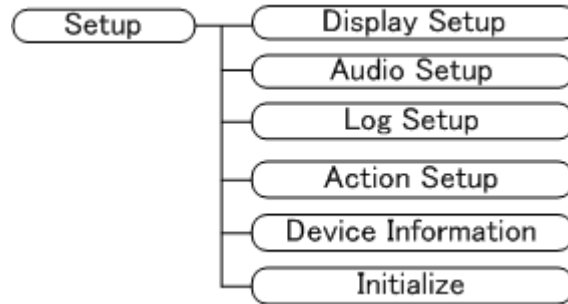 Setup
Display Setup
Audio Setup
Log Setup
Action Setup
Device Information
Initialize